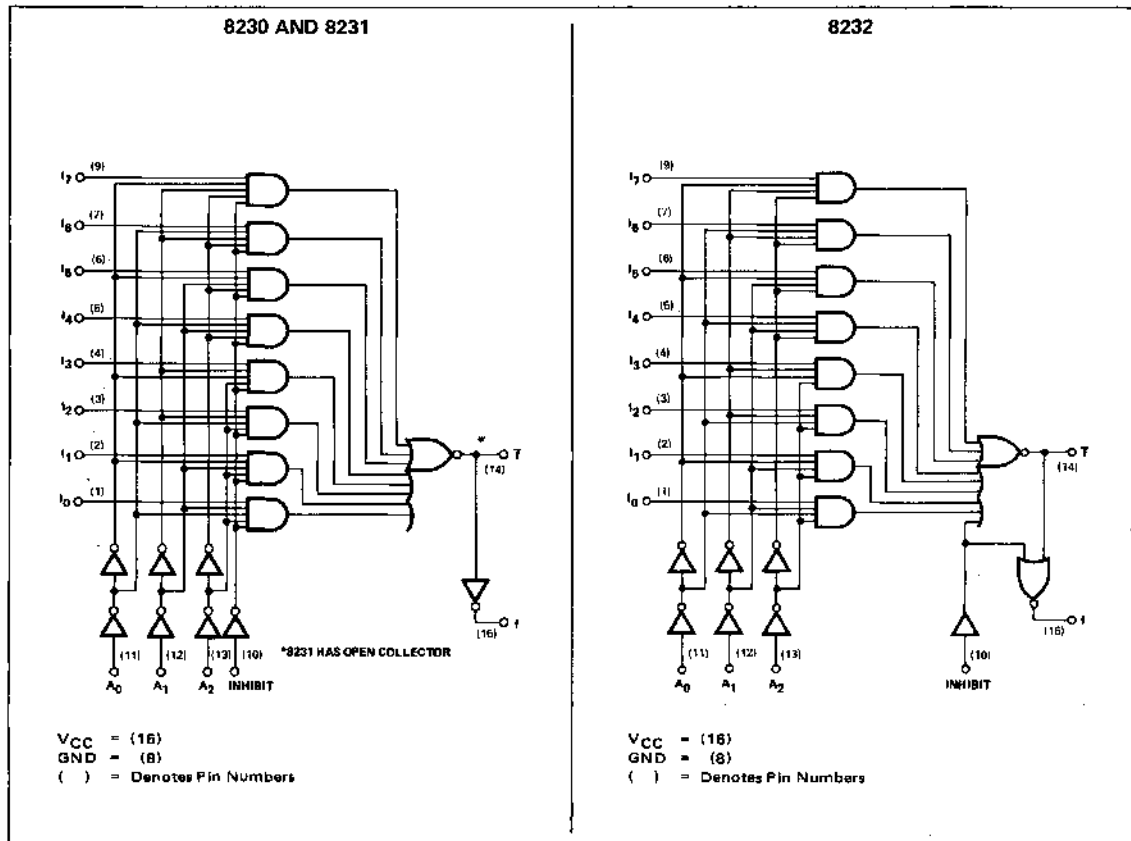 8230 AND 8231
I7 (9)
I6 (7)
I5 (6)
I4 (5)
I3 (4)
I2 (3)
I1 (2)
I0 (1)
*
f
(14)
(15)
f
(11) (12) (13) (10)
*8231 HAS OPEN COLLECTOR
A0 A1 A2 INHIBIT
VCC = (16)
GND = (8)
( ) = Denotes Pin Numbers
8232
I7 (9)
I6 (7)
I5 (6)
I4 (5)
I3 (4)
I2 (3)
I1 (2)
I0 (1)
f
(14)
f
(15)
(11) (12) (13) (10)
A0 A1 A2 INHIBIT
VCC = (16)
GND = (8)
( ) = Denotes Pin Numbers